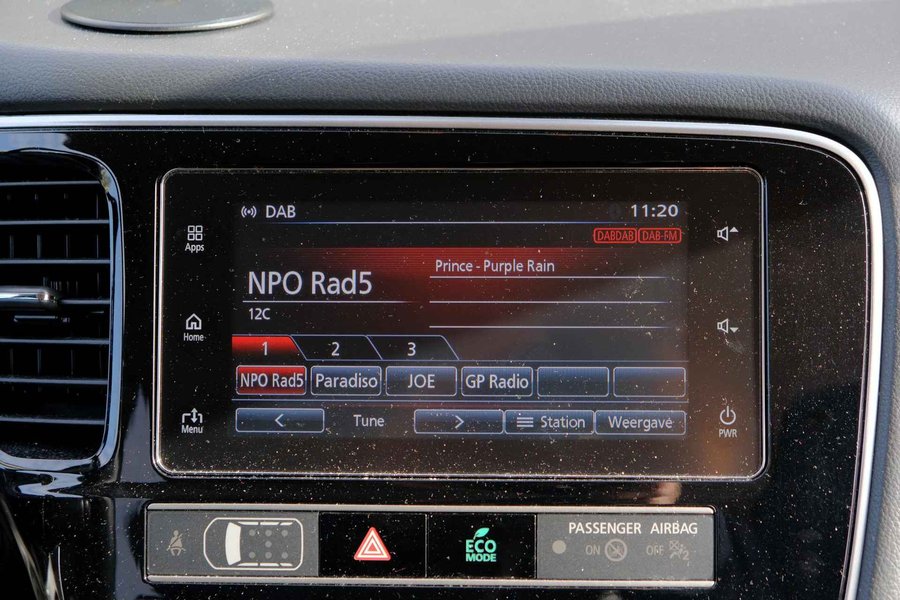 DAB 11:20
DABDAB DAB-FM
Apps
Prince - Purple Rain
NPO Rad5
12C
Home
1 2 3
NPO Rad5 Paradiso JOE GP Radio
Menu
< Tune > Station Weergave
PWR
ECO
MODE
PASSENGER AIRBAG
ON OFF